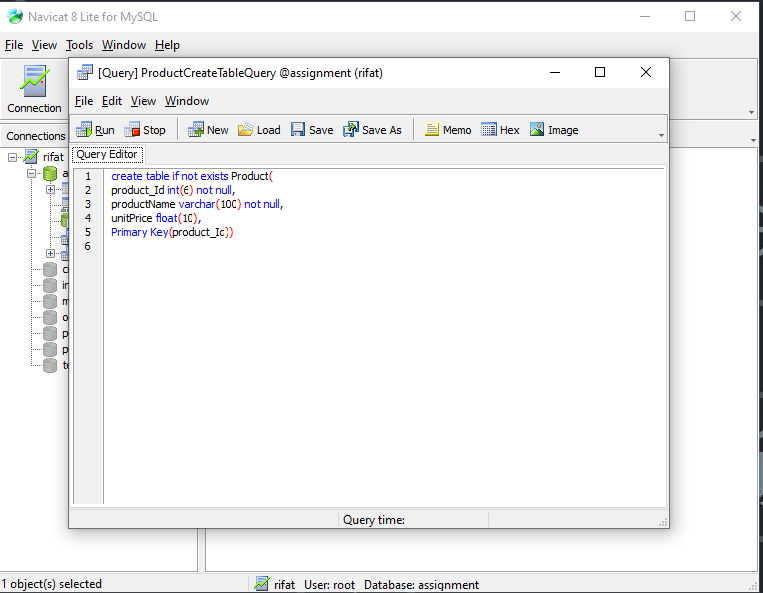 Navicat 8 Lite for MySQL
File View Tools Window Help
Connection
Connections
rifat
[Query] ProductCreateTableQuery @assignment (rifat)
File Edit View Window
Run Stop New Load Save Save As Memo Hex Image
Query Editor
1 create table if not exists Product(
2 product_Id int(6) not null,
3 productName varchar(100) not null,
4 unitPrice float(10),
5 Primary Key(product_Id))
6
Query time:
1 object(s) selected rifat User: root Database: assignment